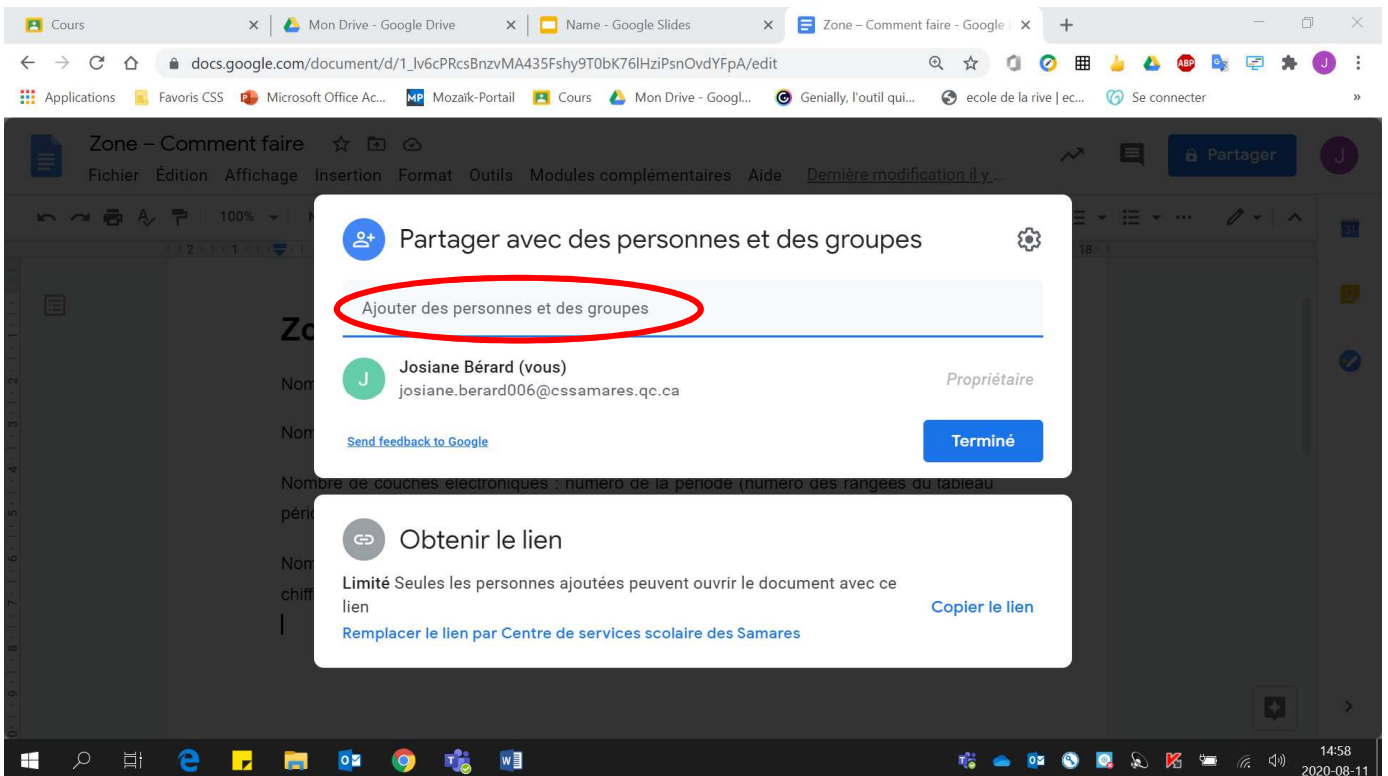 Cours
Mon Drive - Google Drive
Name - Google Slides
Zone – Comment faire - Google
docs.google.com/document/d/1_lv6cPRcsBnzvMA435Fshy9T0bK76lHziPsnOvdYFpA/edit
ABP
J
Applications
Favoris CSS
Microsoft Office Ac...
MP Mozaïk-Portail
Cours
Mon Drive - Googl...
Genially, l'outil qui...
ecole de la rive | ec...
Se connecter
»
Zone – Comment faire
Partager
J
Fichier Édition Affichage Insertion Format Outils Modules complémentaires Aide Dernière modification il y ...
100%
Partager avec des personnes et des groupes
Ajouter des personnes et des groupes
J
Josiane Bérard (vous)
josiane.berard006@cssamares.qc.ca
Propriétaire
Send feedback to Google
Terminé
Nombre de couches électroniques : numéro de la période (numéro des rangées du tableau
Obtenir le lien
Limité Seules les personnes ajoutées peuvent ouvrir le document avec ce
lien
Copier le lien
Remplacer le lien par Centre de services scolaire des Samares
14:58
2020-08-11